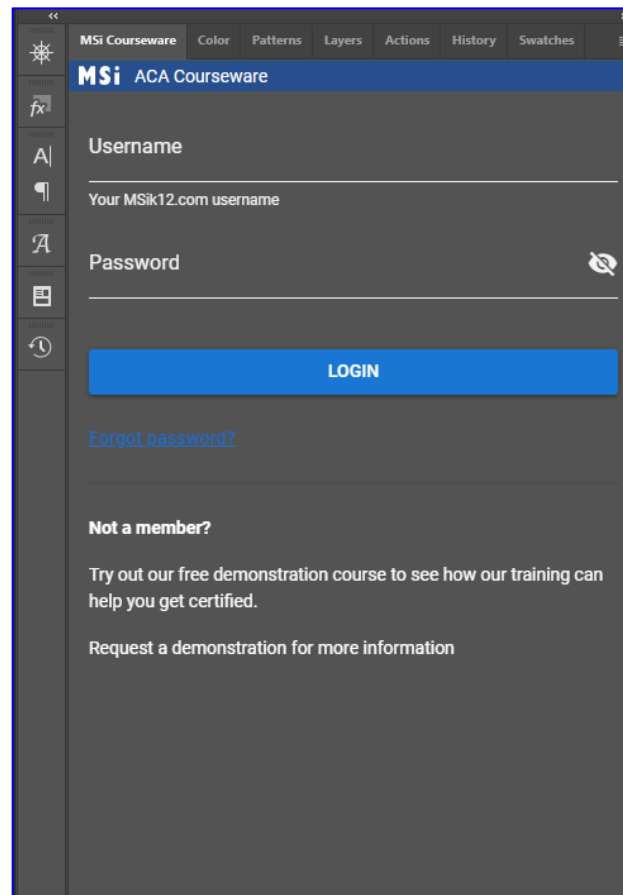 MSi Courseware Color Patterns Layers Actions History Swatches
MSi ACA Courseware
fx
A|
¶
A
Username
Your MSik12.com username
Password
LOGIN
Forgot password?
Not a member?
Try out our free demonstration course to see how our training can
help you get certified.
Request a demonstration for more information